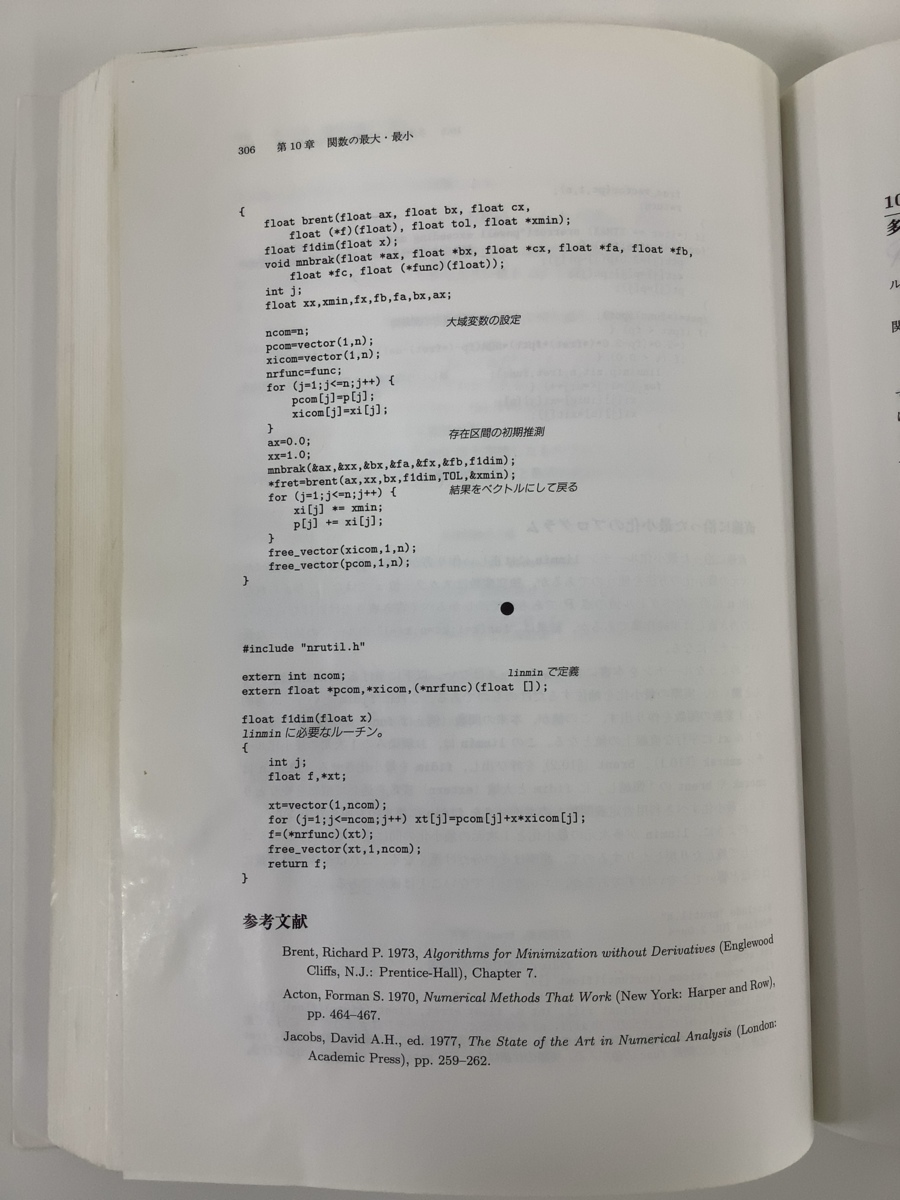 306 第10章 関数の最大・最小
{
float brent(float ax, float bx, float cx,
float (*f)(float), float tol, float *xmin);
float f1dim(float x);
void mnbrak(float *ax, float *bx, float *cx, float *fa, float *fb,
float *fc, float (*func)(float));
int j;
float xx,xmin,fx,fb,fa,bx,ax;
ncom=n; 大域変数の設定
pcom=vector(1,n);
xicom=vector(1,n);
nrfunc=func;
for (j=1;j<=n;j++) {
pcom[j]=p[j];
xicom[j]=xi[j];
}
ax=0.0; 存在区間の初期推測
xx=1.0;
mnbrak(&ax,&xx,&bx,&fa,&fx,&fb,f1dim);
*fret=brent(ax,xx,bx,f1dim,TOL,&xmin);
for (j=1;j<=n;j++) { 結果をベクトルにして戻る
xi[j] *= xmin;
p[j] += xi[j];
}
free_vector(xicom,1,n);
free_vector(pcom,1,n);
}
#include "nrutil.h"
extern int ncom; linmin で定義
extern float *pcom,*xicom,(*nrfunc)(float []);
float f1dim(float x)
linmin に必要なルーチン。
{
int j;
float f,*xt;
xt=vector(1,ncom);
for (j=1;j<=ncom;j++) xt[j]=pcom[j]+x*xicom[j];
f=(*nrfunc)(xt);
free_vector(xt,1,ncom);
return f;
}
参考文献
Brent, Richard P. 1973, Algorithms for Minimization without Derivatives (Englewood
Cliffs, N.J.: Prentice-Hall), Chapter 7.
Acton, Forman S. 1970, Numerical Methods That Work (New York: Harper and Row),
pp. 464–467.
Jacobs, David A.H., ed. 1977, The State of the Art in Numerical Analysis (London:
Academic Press), pp. 259–262.
10
多
ル
関